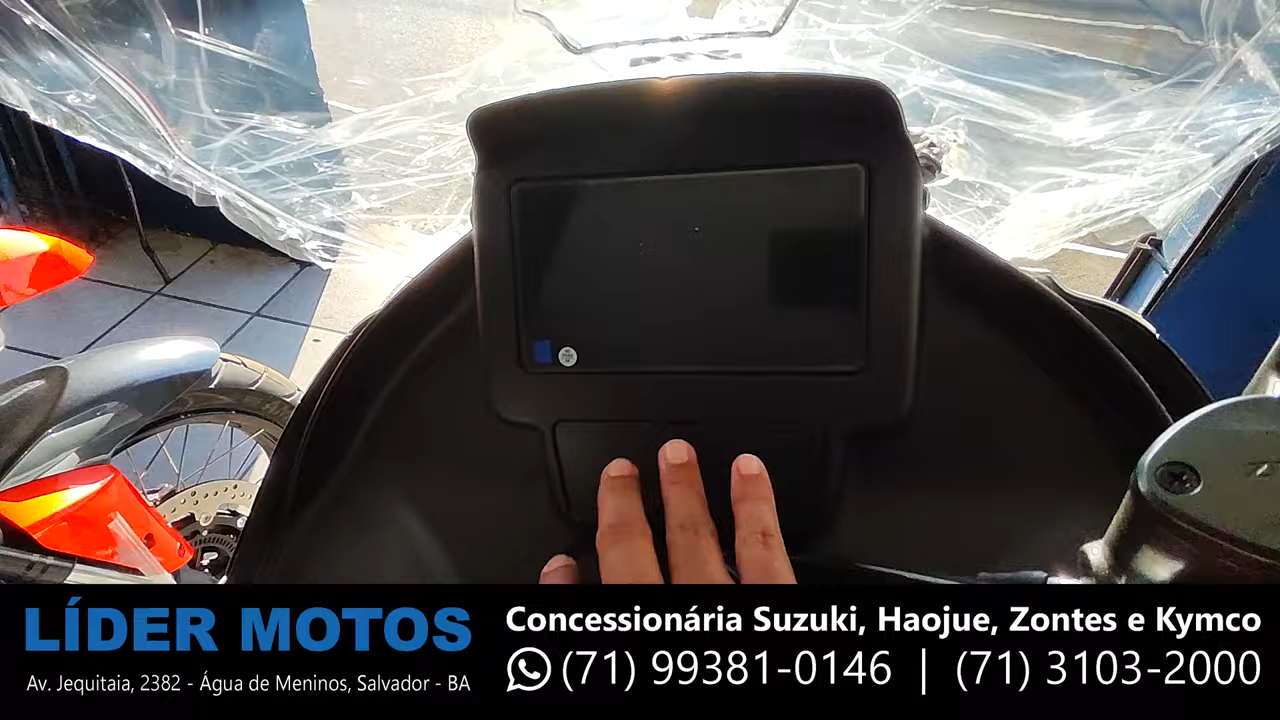 LÍDER MOTOS
Av. Jequitaia, 2382 - Água de Meninos, Salvador - BA
Concessionária Suzuki, Haojue, Zontes e Kymco
(71) 99381-0146 | (71) 3103-2000